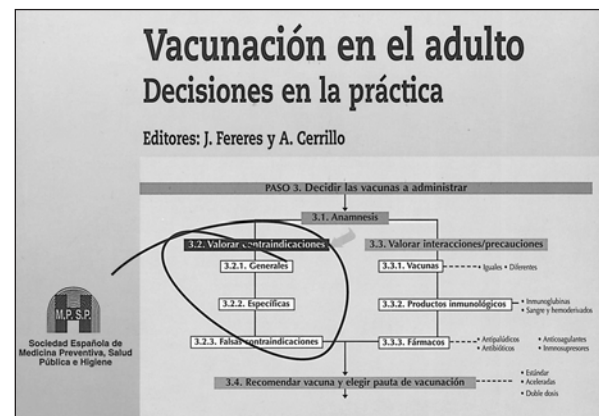 Vacunación en el adulto
Decisiones en la práctica
Editores: J. Fereres y A. Cerrillo
PASO 3. Decidir las vacunas a administrar
3.1. Anamnesis
3.2. Valorar contraindicaciones
3.2.1. Generales
3.2.2. Específicas
3.2.3. Falsas contraindicaciones
3.3. Valorar interacciones/precauciones
3.3.1. Vacunas
• Iguales • Diferentes
3.3.2. Productos inmunológicos
• Inmunoglubinas
• Sangre y hemoderivados
3.3.3. Fármacos
• Antipalúdicos
• Antibióticos
• Anticoagulantes
• Inmnosupresores
3.4. Recomendar vacuna y elegir pauta de vacunación
• Estándar
• Aceleradas
• Doble dosis
M.P.S.P.
Sociedad Española de
Medicina Preventiva, Salud
Pública e Higiene